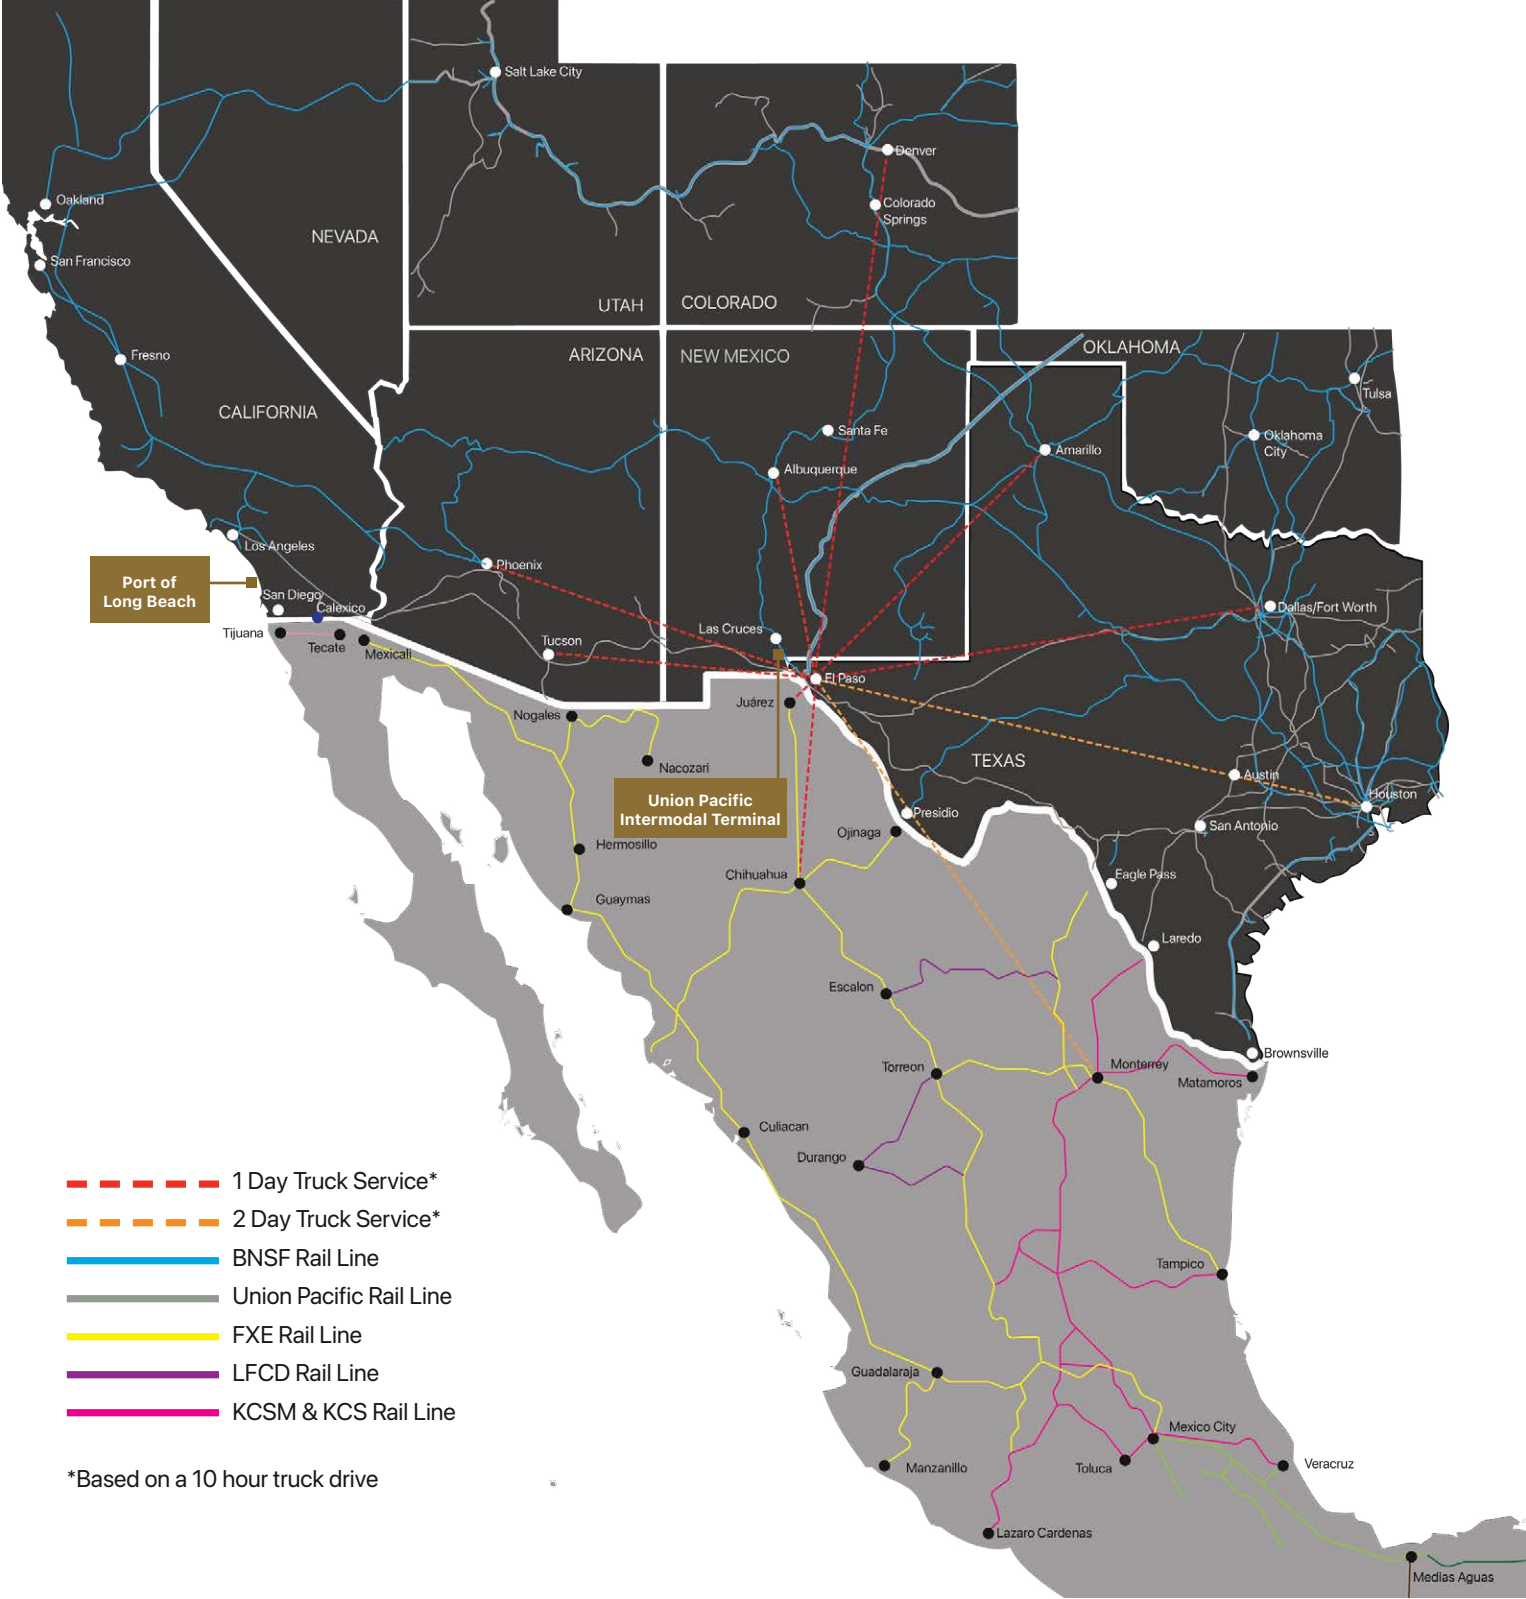 Salt Lake City
Denver
Oakland
Colorado
Springs
NEVADA
San Francisco
UTAH
COLORADO
ARIZONA
NEW MEXICO
OKLAHOMA
Fresno
Tulsa
CALIFORNIA
Santa Fe
Oklahoma
City
Amarillo
Albuquerque
Los Angeles
Phoenix
Port of
Long Beach
San Diego
Calexico
Dallas/Fort Worth
Tijuana
Las Cruces
Tecate
Mexicali
Tucson
El Paso
Juárez
Nogales
TEXAS
Nacozari
Austin
Union Pacific
Intermodal Terminal
Houston
Presidio
San Antonio
Ojinaga
Hermosillo
Chihuahua
Eagle Pass
Guaymas
Laredo
Escalon
Brownsville
Torreon
Monterrey
Matamoros
Culiacan
Durango
1 Day Truck Service*
2 Day Truck Service*
BNSF Rail Line
Tampico
Union Pacific Rail Line
FXE Rail Line
LFCD Rail Line
Guadalaraja
KCSM & KCS Rail Line
Mexico City
Manzanillo
Toluca
Veracruz
*Based on a 10 hour truck drive
Lazaro Cardenas
Medias Aguas